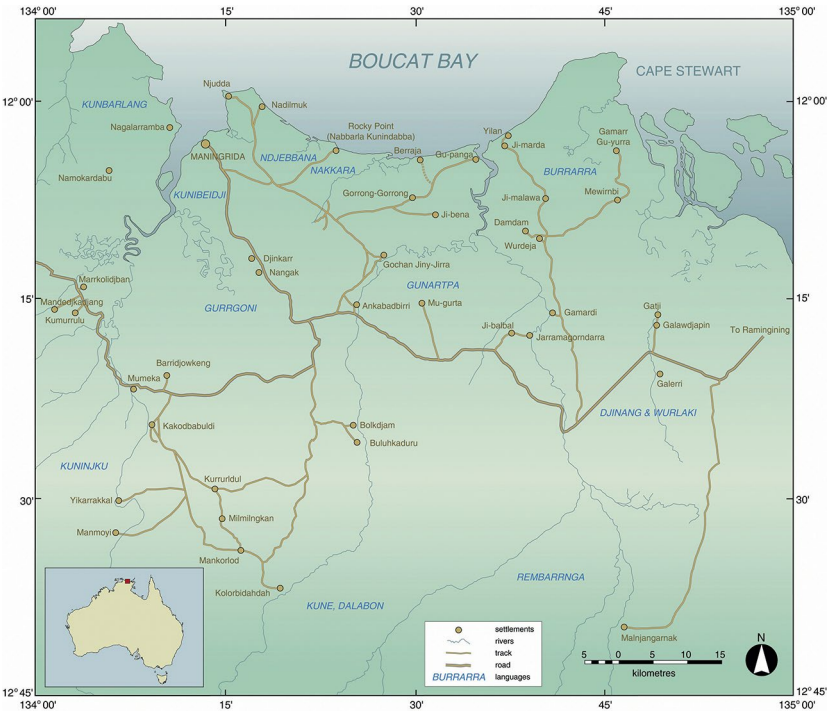 134° 00'
15'
30'
45'
135° 00'
BOUCAT BAY
CAPE STEWART
12° 00'
12° 00'
KUNBARLANG
Njudda
Nadilmuk
Nagalarramba
Rocky Point
(Nabbarla Kunindabba)
Yilan
Ji-marda
Gamarr
Gu-yurra
MANINGRIDA
NDJEBBANA
NAKKARA
Berraja
Gu-panga
BURRARRA
Namokardabu
KUNIBEIDJI
Gorrong-Gorrong
Ji-bena
Ji-malawa
Mewirnbi
Damdam
Wurdeja
Djinkarr
Nangak
Gochan Jiny-Jirra
GUNARTPA
Marrkolidjban
Mandedjkadjang
Kumurrulu
15'
15'
GURRGONI
Ankabadbirri
Mu-gurta
Gamardi
Gatji
Galawdjapin
Ji-balbal
Jarramagorndarra
To Ramingining
Barridjowkeng
Mumeka
Galerri
Kakodbabuldi
Bolkdjam
Buluhkaduru
DJINANG & WURLAKI
KUNINJKU
Kurrurldul
Yikarrakkal
30'
30'
Milmilngkan
Manmoyi
Mankorlod
Kolorbidahdah
KUNE, DALABON
REMBARRNGA
Malnjangarnak
settlements
rivers
track
road
BURRARRA
languages
5
0
5
10
15
kilometres
N
12° 45'
12° 45'
134° 00'
15'
30'
45'
135° 00'